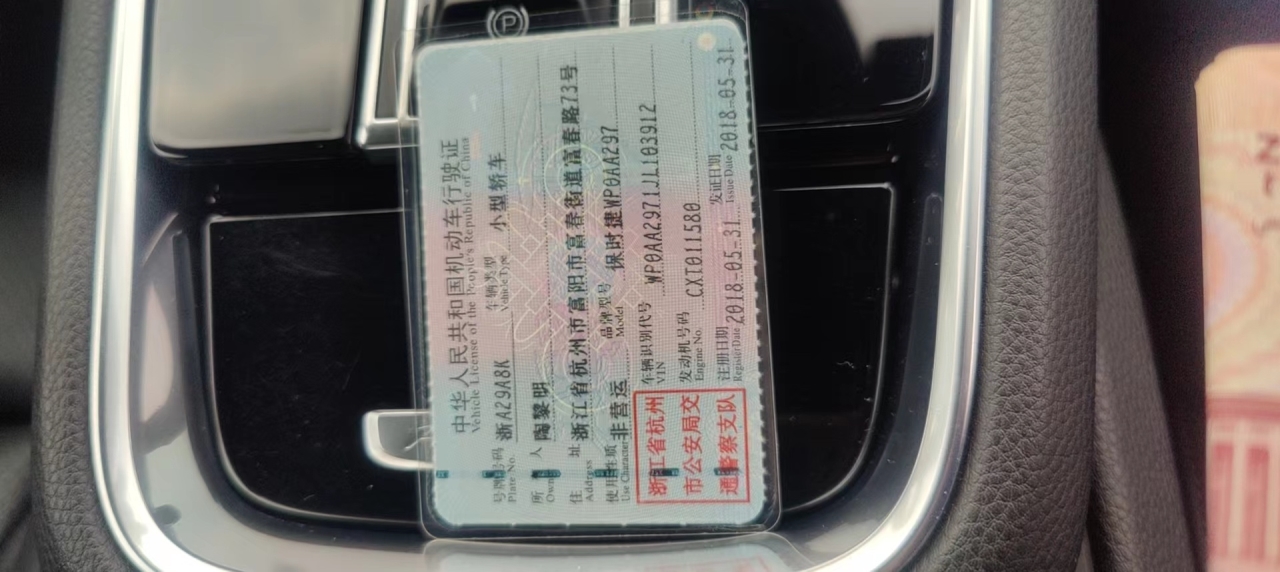 中华人民共和国机动车行驶证
Vehicle License of the People's Republic of China
号牌号码 浙A29A8K 车辆类型 小型轿车
Plate No. Vehicle Type
所 人 陶黎明
Owner
住 址 浙江省杭州市富阳市富春街道富春路73号
Address
使用性质 非营运 品牌型号 保时捷WP0AA297
Use Character Model
浙江省杭州
市公安局交
通警察支队
车辆识别代号 WP0AA2971JL103912
VIN
发动机号码 CXT011580
Engine No.
注册日期 2018-05-31 发证日期 2018-05-31
Register Date Issue Date
P